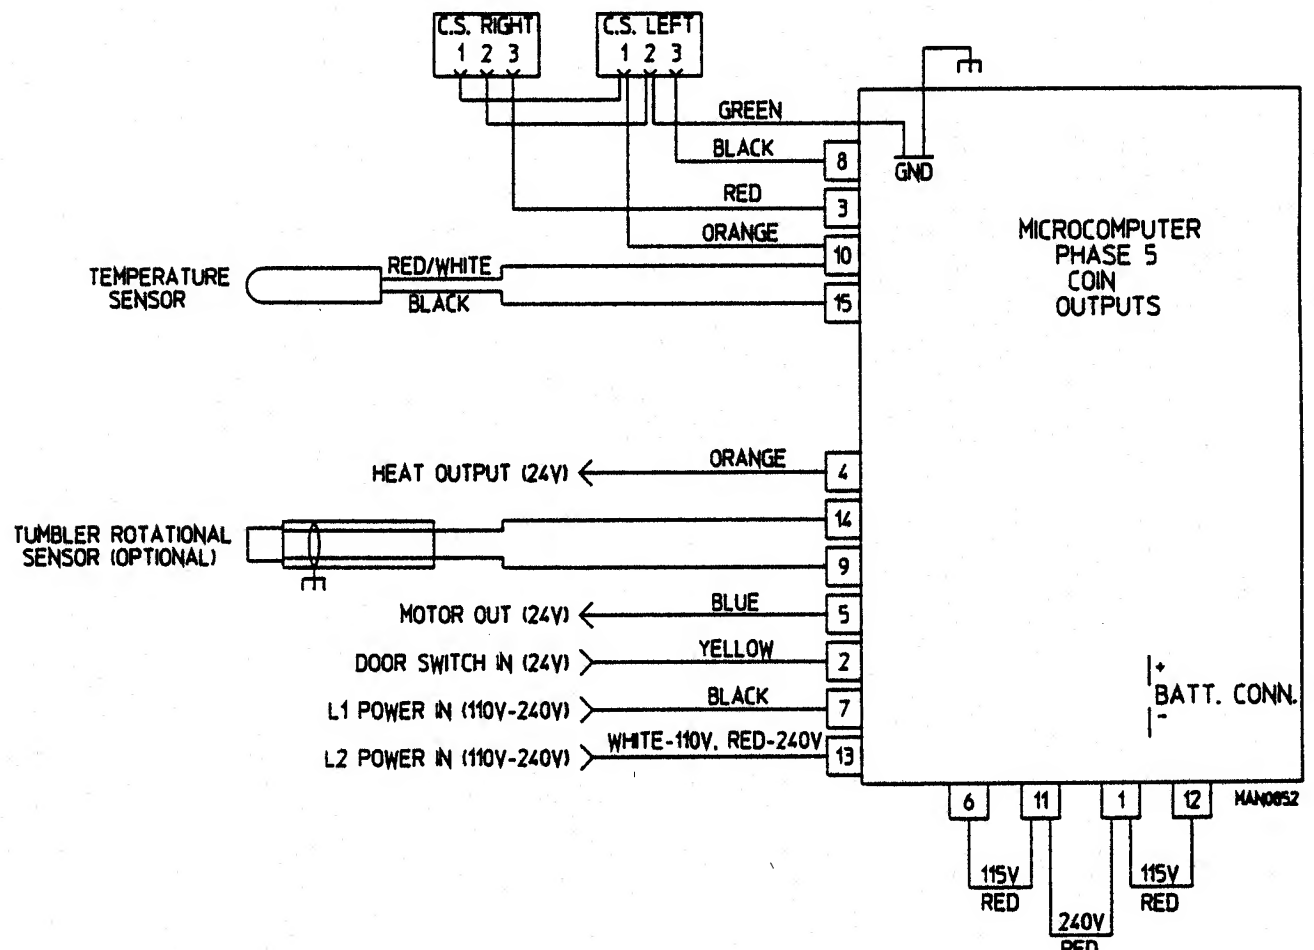 C.S. RIGHT
1 2 3
C.S. LEFT
1 2 3
GREEN
BLACK
8
GND
RED
3
ORANGE
10
MICROCOMPUTER
PHASE 5
COIN
OUTPUTS
TEMPERATURE
SENSOR
RED/WHITE
BLACK
15
HEAT OUTPUT (24V)
ORANGE
4
14
TUMBLER ROTATIONAL
SENSOR (OPTIONAL)
9
MOTOR OUT (24V)
BLUE
5
DOOR SWITCH IN (24V)
YELLOW
2
L1 POWER IN (110V-240V)
BLACK
7
+
BATT. CONN.
-
L2 POWER IN (110V-240V)
WHITE-110V, RED-240V
13
6
11
1
12
MAN0852
115V
RED
115V
RED
240V
RED